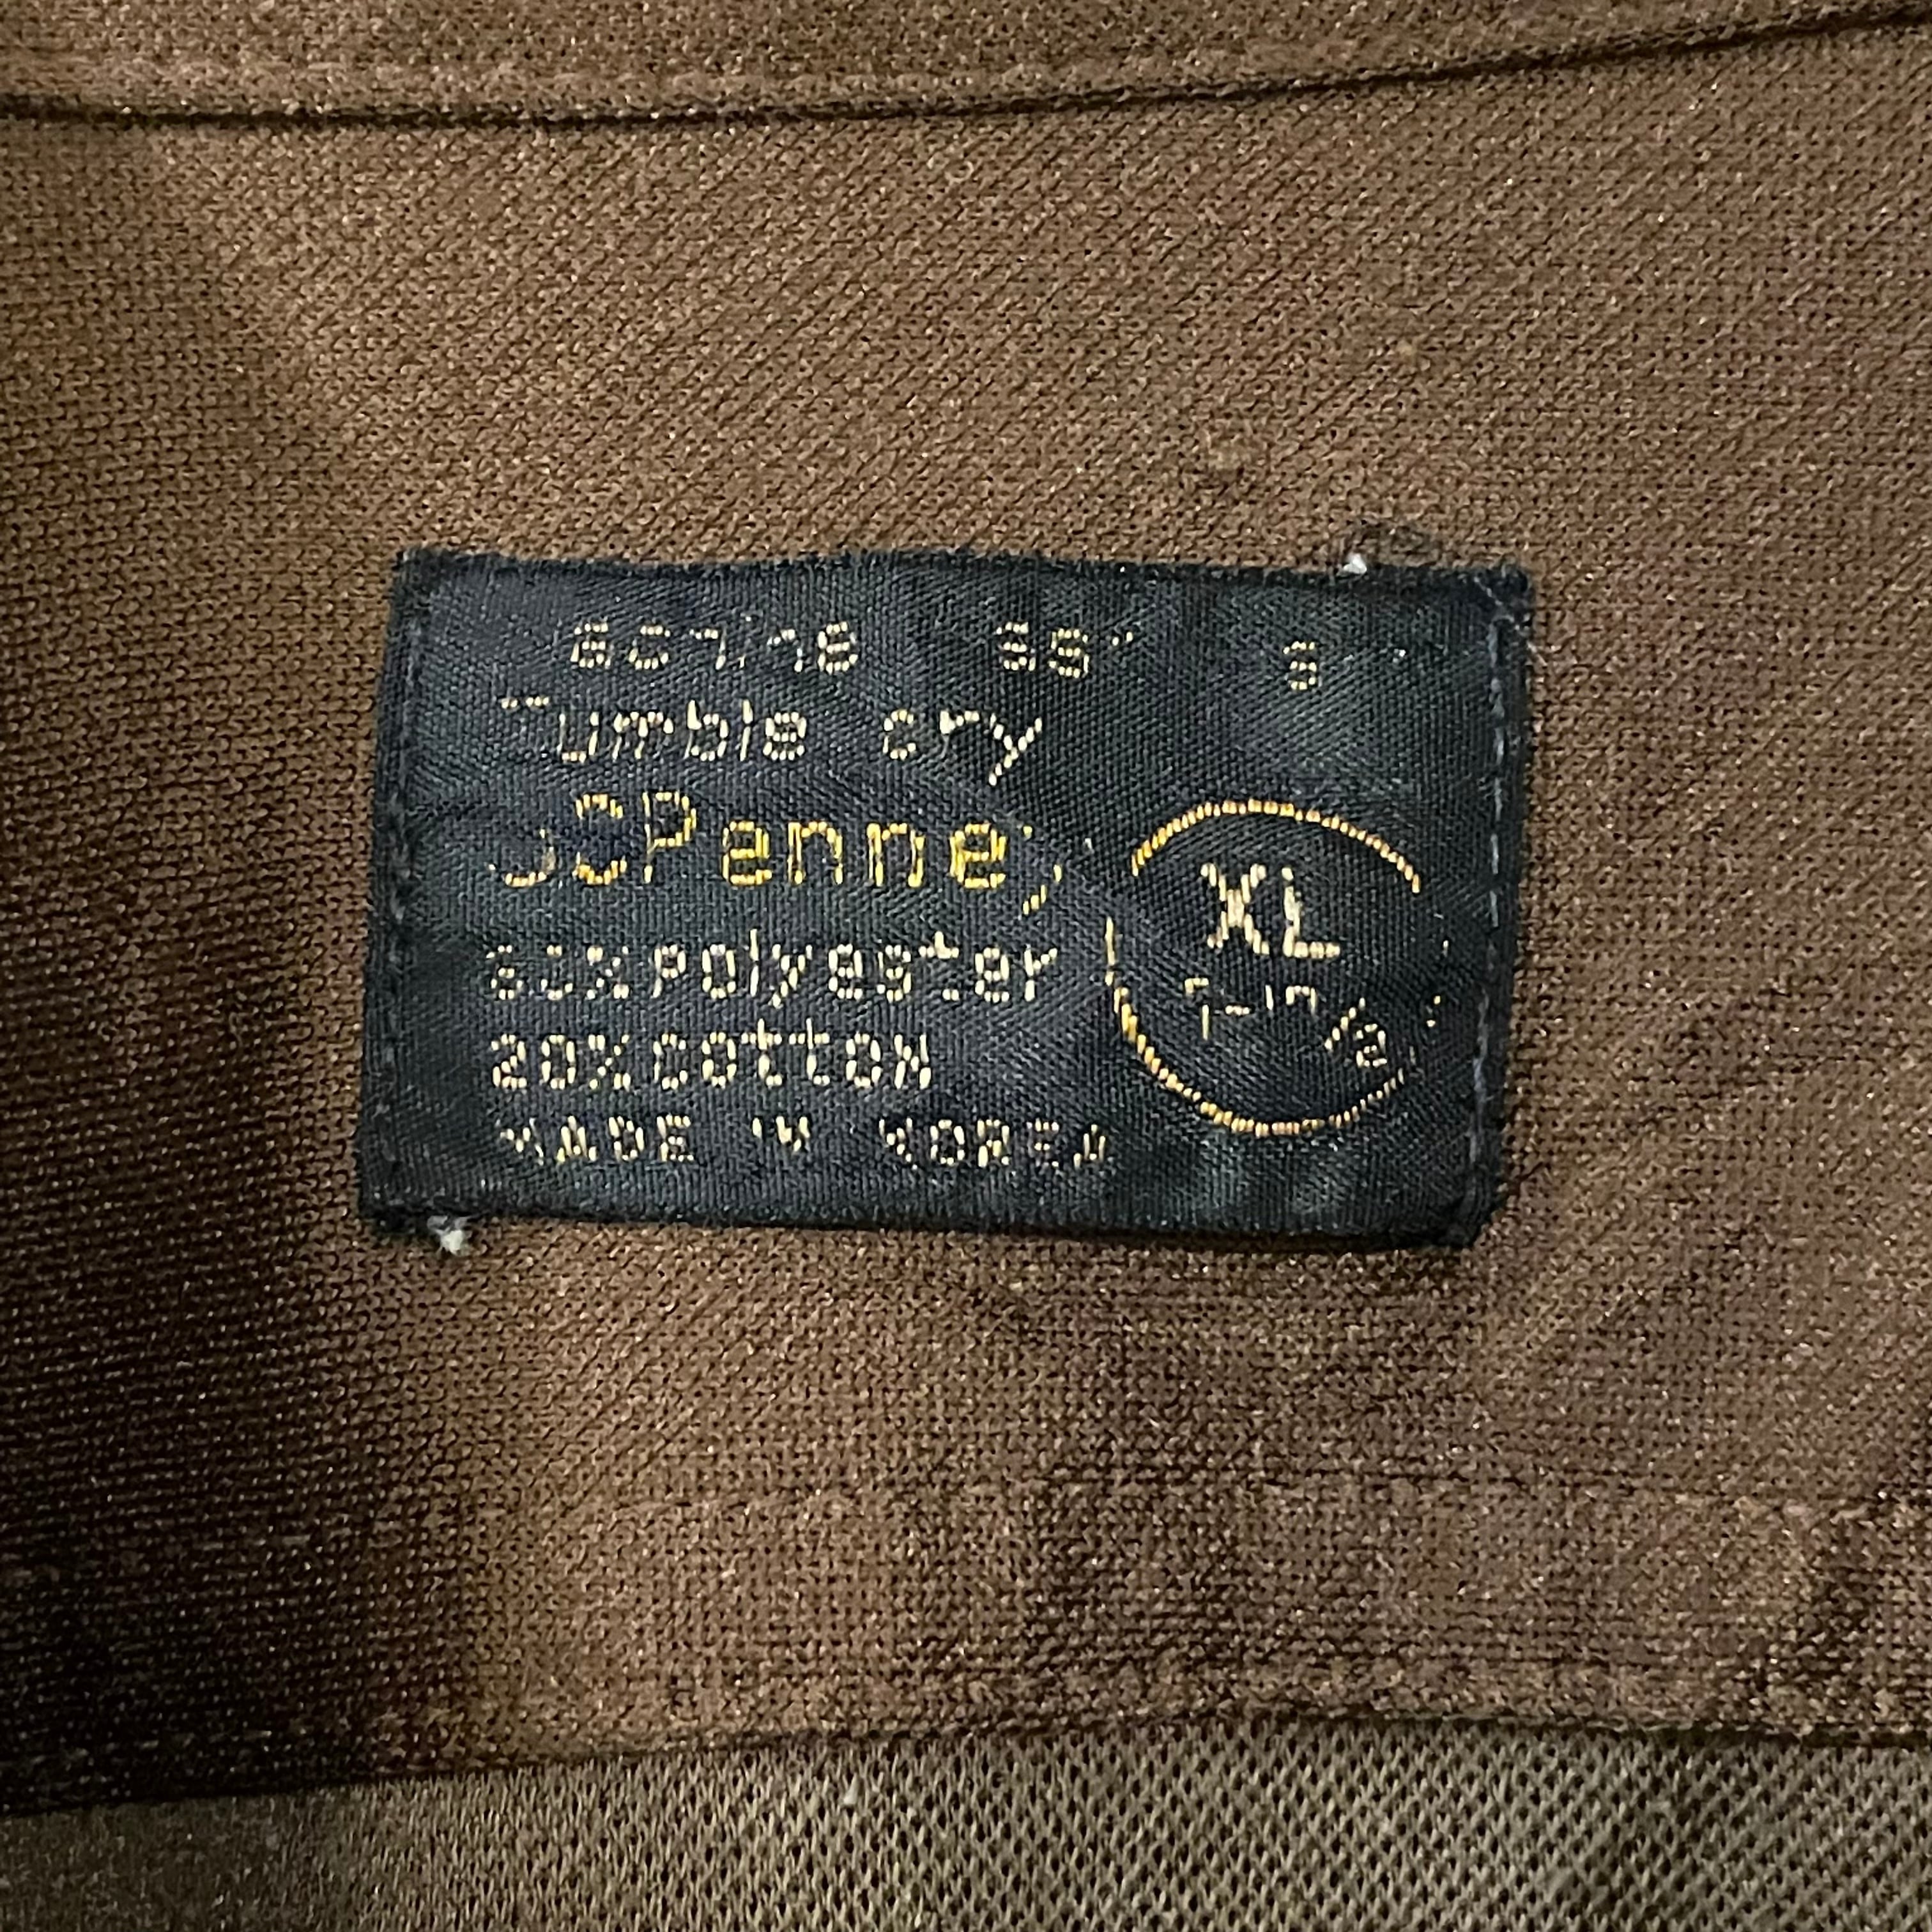 Tumble dry
JCPenney
XL
80% Polyester
20% Cotton
MADE IN KOREA